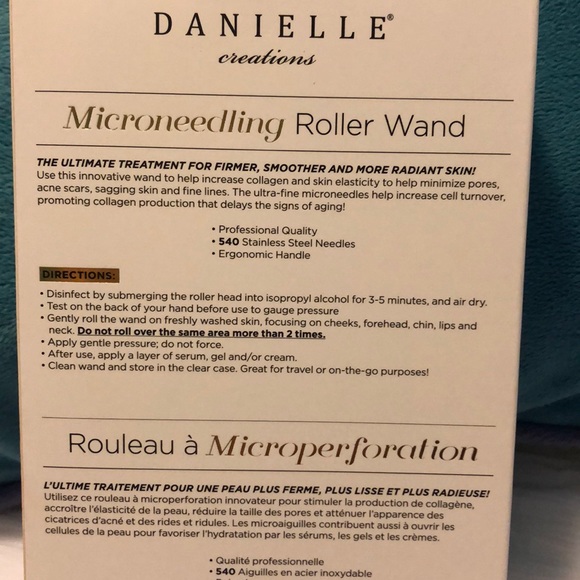 DANIELLE®
creations
Microneedling Roller Wand
THE ULTIMATE TREATMENT FOR FIRMER, SMOOTHER AND MORE RADIANT SKIN!
Use this innovative wand to help increase collagen and skin elasticity to help minimize pores,
acne scars, sagging skin and fine lines. The ultra-fine microneedles help increase cell turnover,
promoting collagen production that delays the signs of aging!
• Professional Quality
• 540 Stainless Steel Needles
• Ergonomic Handle
DIRECTIONS:
• Disinfect by submerging the roller head into isopropyl alcohol for 3-5 minutes, and air dry.
• Test on the back of your hand before use to gauge pressure
• Gently roll the wand on freshly washed skin, focusing on cheeks, forehead, chin, lips and
neck. Do not roll over the same area more than 2 times.
• Apply gentle pressure; do not force.
• After use, apply a layer of serum, gel and/or cream.
• Clean wand and store in the clear case. Great for travel or on-the-go purposes!
Rouleau à Microperforation
L'ULTIME TRAITEMENT POUR UNE PEAU PLUS FERME, PLUS LISSE ET PLUS RADIEUSE!
Utilisez ce rouleau à microperforation innovateur pour stimuler la production de collagène,
accroître l'élasticité de la peau, réduire la taille des pores et atténuer l'apparence des
cicatrices d'acné et des rides et ridules. Les microaiguilles contribuent aussi à ouvrir les
cellules de la peau pour favoriser l'hydratation par les sérums, les gels et les crèmes.
• Qualité professionnelle
• 540 Aiguilles en acier inoxydable